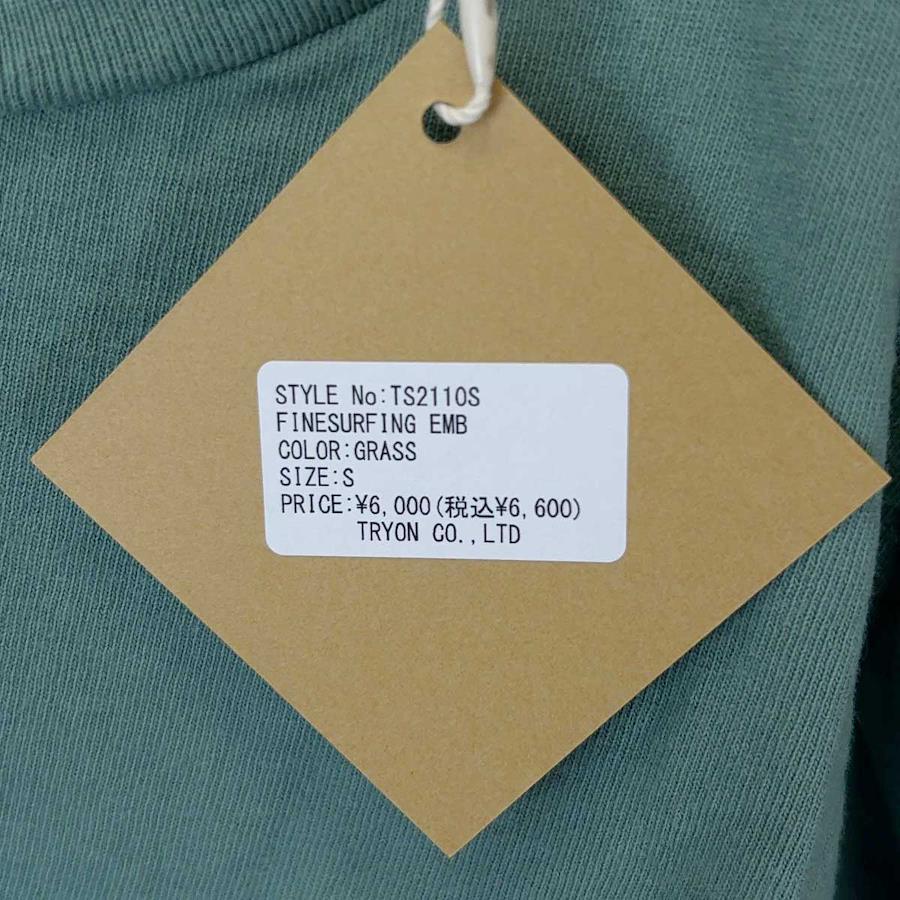 STYLE No:TS2110S
FINESURFING EMB
COLOR:GRASS
SIZE:S
PRICE:¥6,000(税込¥6,600)
TRYON CO.,LTD